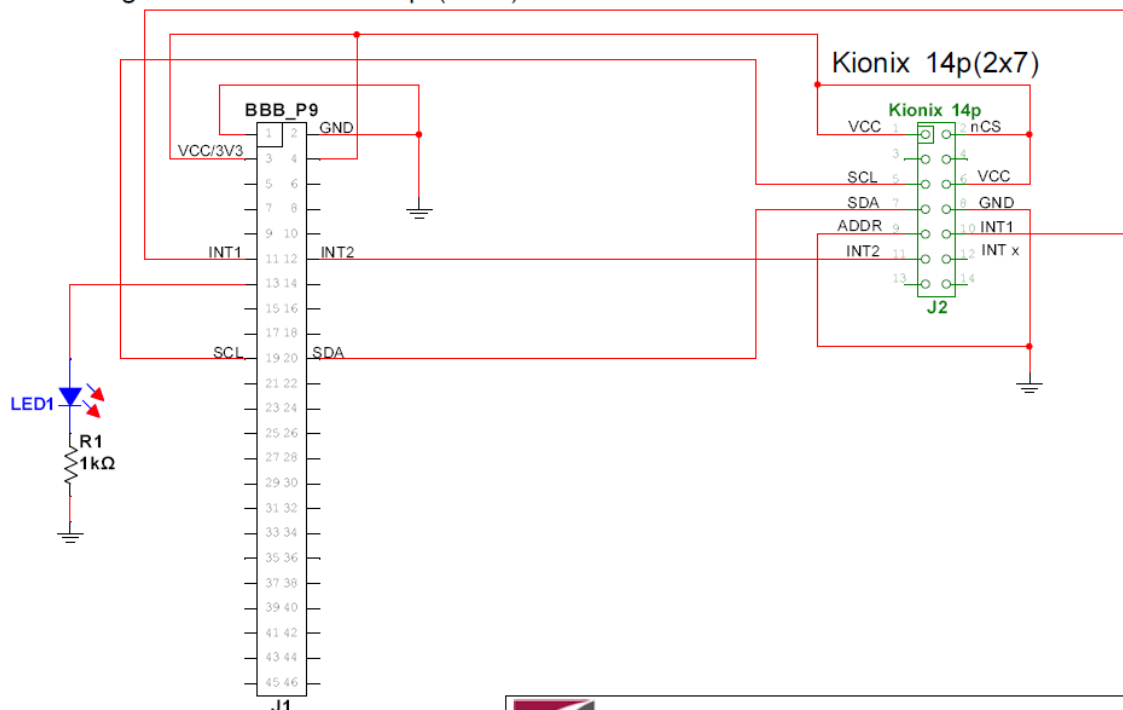 Kionix 14p(2x7)
BBB_P9
Kionix 14p
1 2 GND
VCC 1 2 nCS
VCC/3V3 3 4
3 4
5 6
SCL 5 6 VCC
7 8
SDA 7 8 GND
9 10
ADDR 9 10 INT1
INT1 11 12 INT2
INT2 11 12 INT x
13 14
13 14
15 16
J2
17 18
SCL 19 20 SDA
21 22
LED1
23 24
R1
25 26
1kΩ
27 28
29 30
31 32
33 34
35 36
37 38
39 40
41 42
43 44
45 46
J1